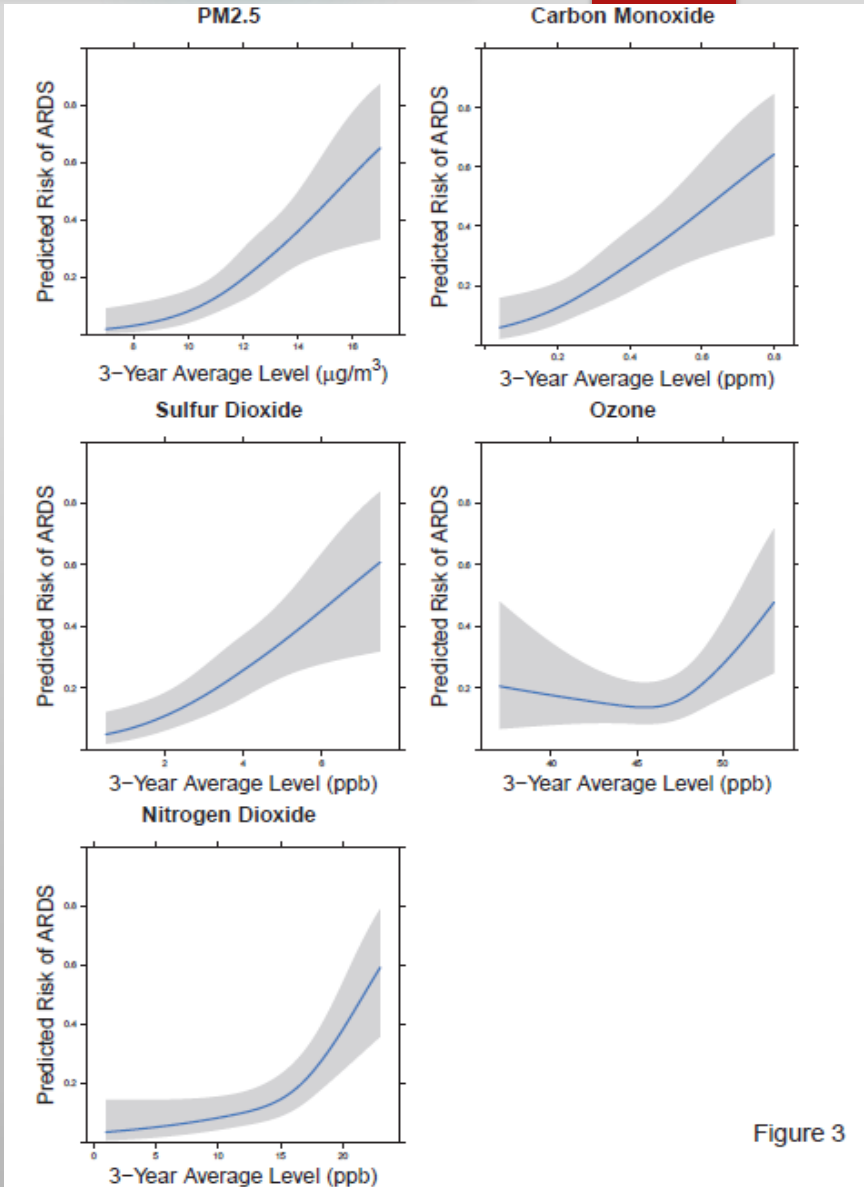 PM2.5
Carbon Monoxide
Predicted Risk of ARDS
0.8
0.6
0.4
0.2
8 10 12 14 16
3−Year Average Level (μg/m³)
Predicted Risk of ARDS
0.8
0.6
0.4
0.2
0.2 0.4 0.6 0.8
3−Year Average Level (ppm)
Sulfur Dioxide
Ozone
Predicted Risk of ARDS
0.8
0.6
0.4
0.2
2 4 6
3−Year Average Level (ppb)
Predicted Risk of ARDS
0.8
0.6
0.4
0.2
40 45 50
3−Year Average Level (ppb)
Nitrogen Dioxide
Predicted Risk of ARDS
0.8
0.6
0.4
0.2
0 5 10 15 20
3−Year Average Level (ppb)
Figure 3